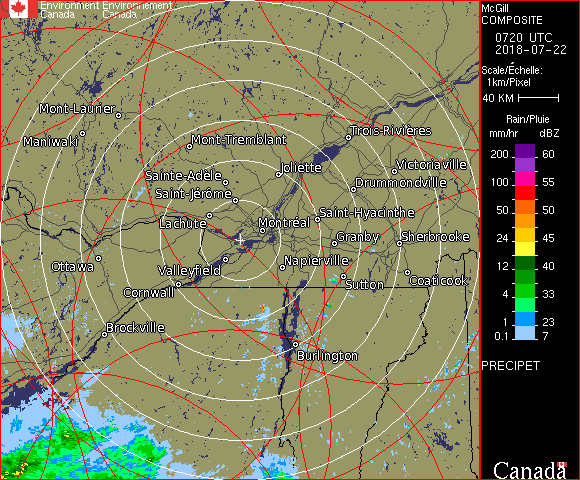 Environment Environnement
Canada Canada
McGill
COMPOSITE
0720 UTC
2018-07-22
Scale/Échelle:
1km/Pixel
40 KM
Rain/Pluie
mm/hr dBZ
200 60
100 55
85 50
50 45
24 40
12 40
4 33
1 23
0.1 7
PRECIPET
Canada
Mont-Laurier
Maniwaki
Mont-Tremblant
Trois-Rivières
Sainte-Adèle
Joliette
Victoriaville
Saint-Jérôme
Drummondville
Lachute
Montréal
Saint-Hyacinthe
Granby
Sherbrooke
Ottawa
Valleyfield
Napierville
Cornwall
Sutton
Coaticook
Brockville
Burlington